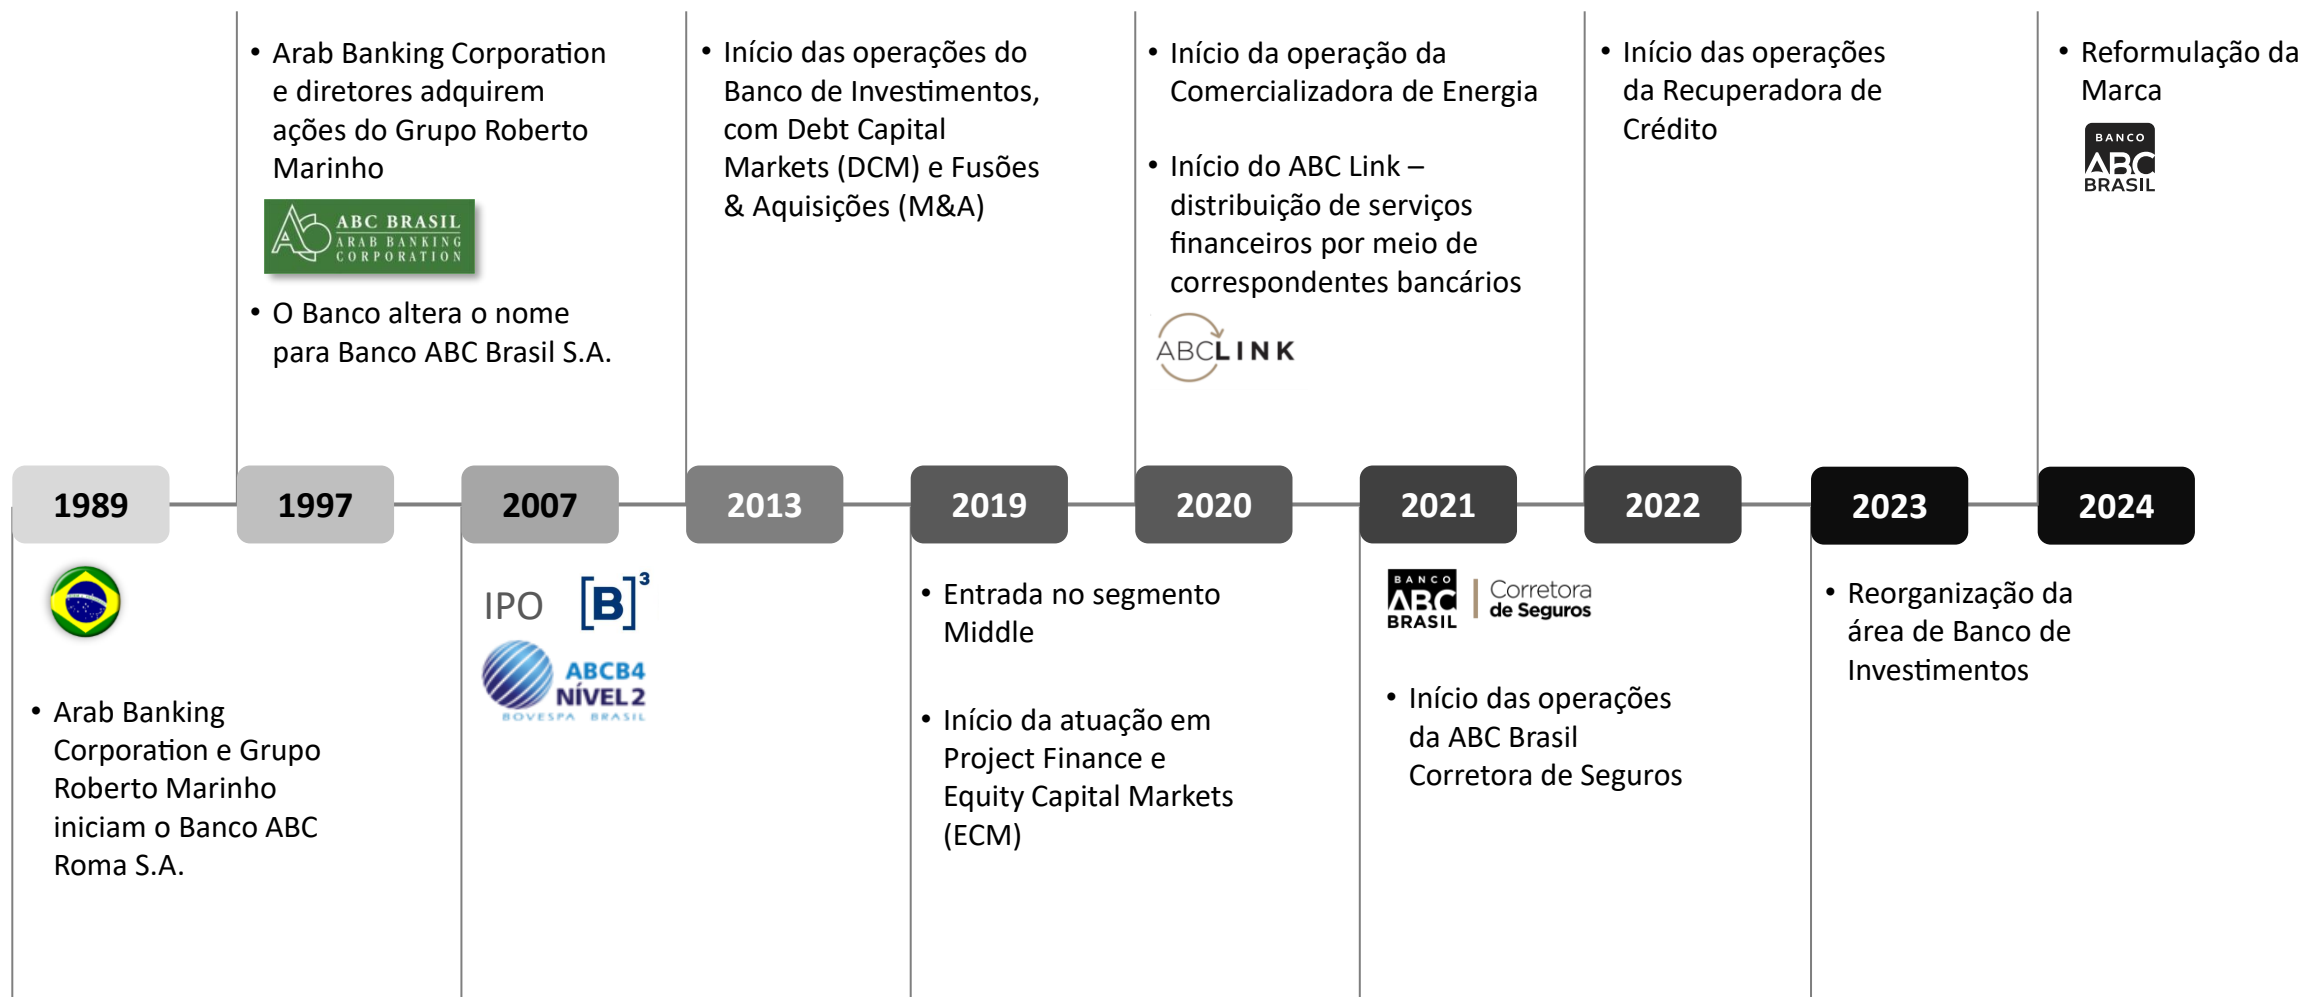 • Arab Banking Corporation
e diretores adquirem
ações do Grupo Roberto
Marinho
ABC BRASIL
ARAB BANKING
CORPORATION
• O Banco altera o nome
para Banco ABC Brasil S.A.
• Início das operações do
Banco de Investimentos,
com Debt Capital
Markets (DCM) e Fusões
& Aquisições (M&A)
• Início da operação da
Comercializadora de Energia
• Início do ABC Link –
distribuição de serviços
financeiros por meio de
correspondentes bancários
ABCLINK
• Início das operações
da Recuperadora de
Crédito
• Reformulação da
Marca
BANCO
ABC
BRASIL
1989
1997
2007
2013
2019
2020
2021
2022
2023
2024
• Arab Banking
Corporation e Grupo
Roberto Marinho
iniciam o Banco ABC
Roma S.A.
IPO
[B]³
ABCB4
NÍVEL 2
BOVESPA BRASIL
• Entrada no segmento
Middle
• Início da atuação em
Project Finance e
Equity Capital Markets
(ECM)
BANCO
ABC
BRASIL
Corretora
de Seguros
• Início das operações
da ABC Brasil
Corretora de Seguros
• Reorganização da
área de Banco de
Investimentos